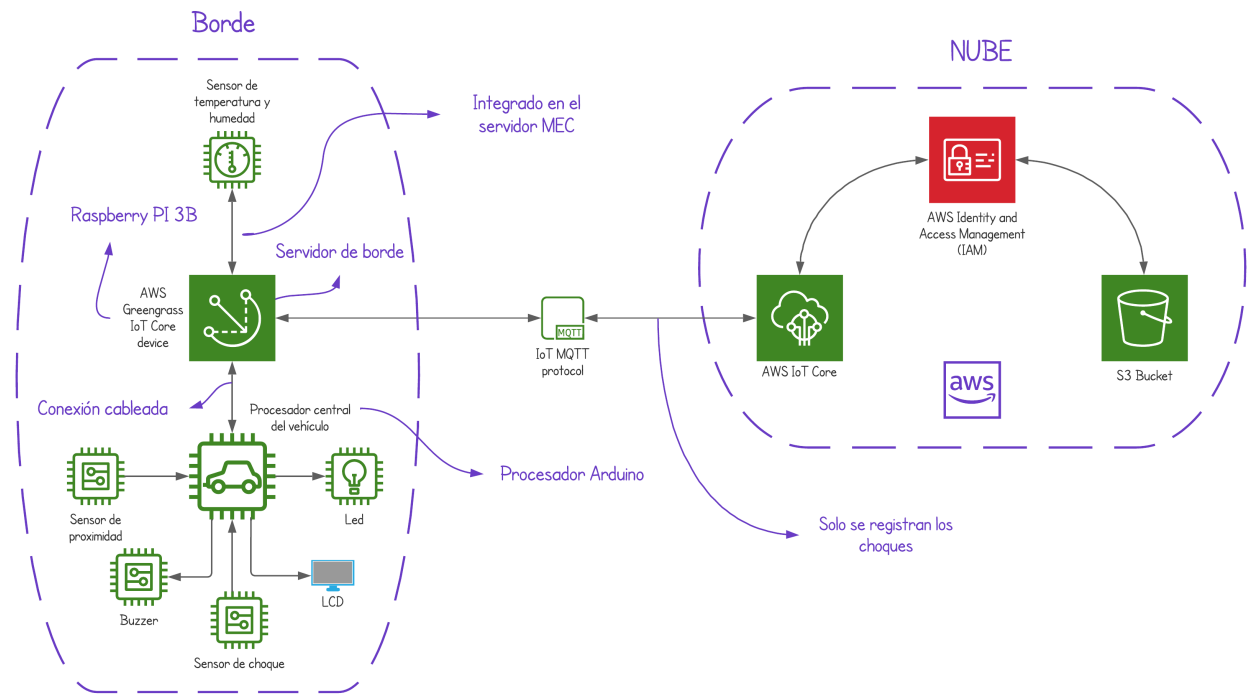 Borde
NUBE
Sensor de
temperatura y
humedad
Integrado en el
servidor MEC
Raspberry PI 3B
Servidor de borde
AWS
Greengrass
IoT Core
device
MQTT
IoT MQTT
protocol
AWS Identity and
Access Management
(IAM)
AWS IoT Core
S3 Bucket
aws
Conexión cableada
Procesador central
del vehículo
Procesador Arduino
Sensor de
proximidad
Led
Solo se registran los
choques
Buzzer
LCD
Sensor de choque